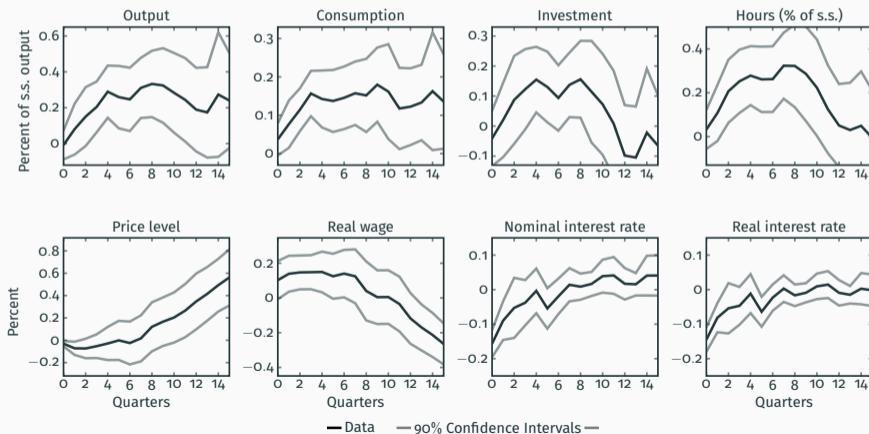 Output
Consumption
Investment
Hours (% of s.s.)
Percent of s.s. output
0.6
0.4
0.2
0
0 2 4 6 8 10 12 14
0.3
0.2
0.1
0
0 2 4 6 8 10 12 14
0.3
0.2
0.1
0
−0.1
0 2 4 6 8 10 12 14
0.4
0.2
0
0 2 4 6 8 10 12 14
Price level
Real wage
Nominal interest rate
Real interest rate
Percent
0.8
0.6
0.4
0.2
0
−0.2
0 2 4 6 8 10 12 14
0.2
0
−0.2
−0.4
0 2 4 6 8 10 12 14
0.1
0
−0.1
−0.2
0 2 4 6 8 10 12 14
0.1
0
−0.1
−0.2
0 2 4 6 8 10 12 14
Quarters
Quarters
Quarters
Quarters
Data
90% Confidence Intervals